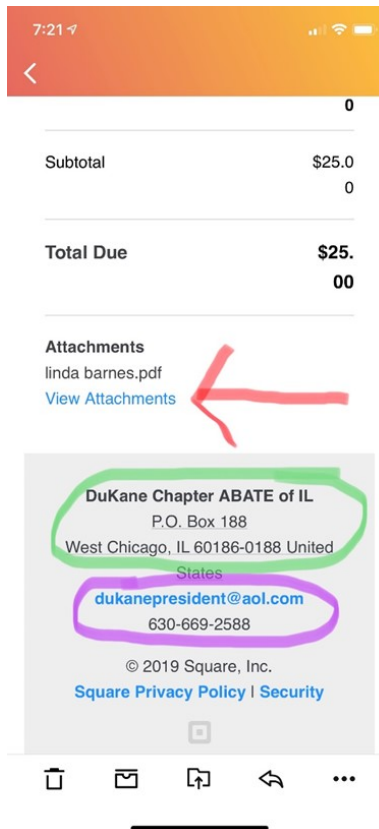 7:21
0
Subtotal $25.0
0
Total Due $25.
00
Attachments
linda barnes.pdf
View Attachments
DuKane Chapter ABATE of IL
P.O. Box 188
West Chicago, IL 60186-0188 United
States
dukanepresident@aol.com
630-669-2588
© 2019 Square, Inc.
Square Privacy Policy | Security